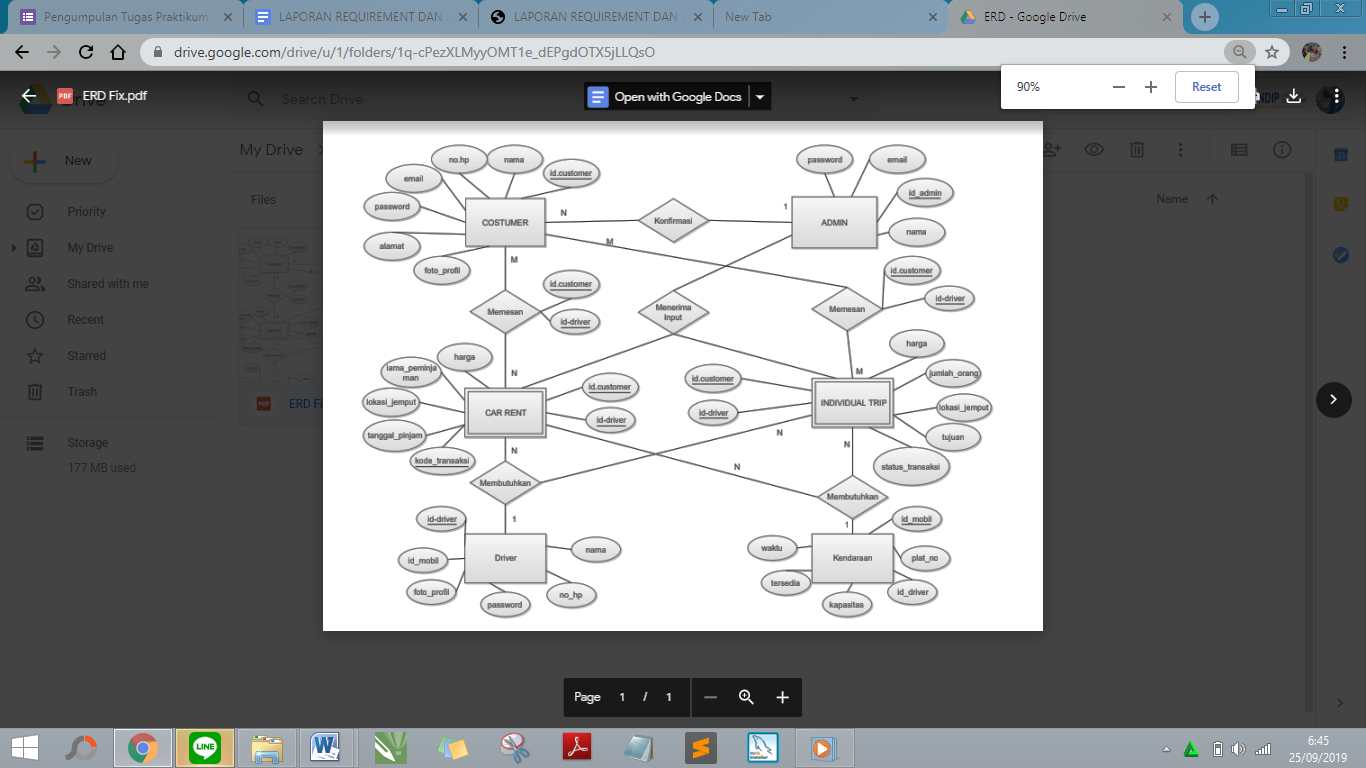 Pengumpulan Tugas Praktikum
LAPORAN REQUIREMENT DAN
LAPORAN REQUIREMENT DAN
New Tab
ERD - Google Drive
drive.google.com/drive/u/1/folders/1q-cPezXLMyyOMT1e_dEPgdOTX5jLLQsO
PDF
ERD Fix.pdf
Open with Google Docs
90%
Reset
Search Drive
New
My Drive
Priority
My Drive
Shared with me
Recent
Starred
Trash
Storage
177 MB used
Files
Name
ERD Fi
no.hp
nama
id.customer
email
password
alamat
foto_profil
COSTUMER
N
Konfirmasi
1
ADMIN
password
email
id_admin
nama
M
M
Memesan
id.customer
id-driver
Menerima
Input
Memesan
id.customer
id-driver
N
M
harga
lama_peminja
man
lokasi_jemput
tanggal_pinjam
kode_transaksi
CAR RENT
id.customer
id-driver
id.customer
id-driver
INDIVIDUAL TRIP
harga
jumlah_orang
lokasi_jemput
tujuan
status_transaksi
N
N
N
N
Membutuhkan
Membutuhkan
1
1
id-driver
id_mobil
foto_profil
password
no_hp
nama
Driver
waktu
tersedia
kapasitas
Kendaraan
id_mobil
plat_no
id_driver
Page 1 / 1
LINE
6:45
25/09/2019